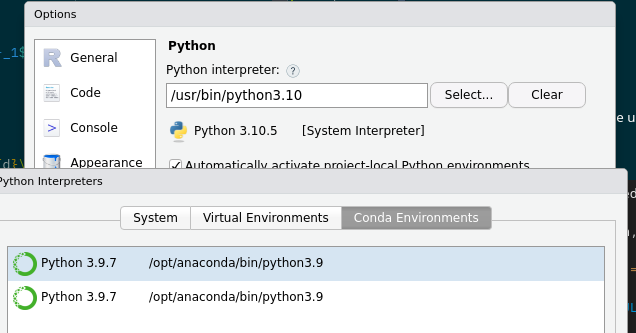 Options
_1$
General
Code
Console
Appearance
Python
Python interpreter: ?
/usr/bin/python3.10
Select...
Clear
Python 3.10.5 [System Interpreter]
Automatically activate project-local Python environments
Python Interpreters
System
Virtual Environments
Conda Environments
Python 3.9.7 /opt/anaconda/bin/python3.9
Python 3.9.7 /opt/anaconda/bin/python3.9